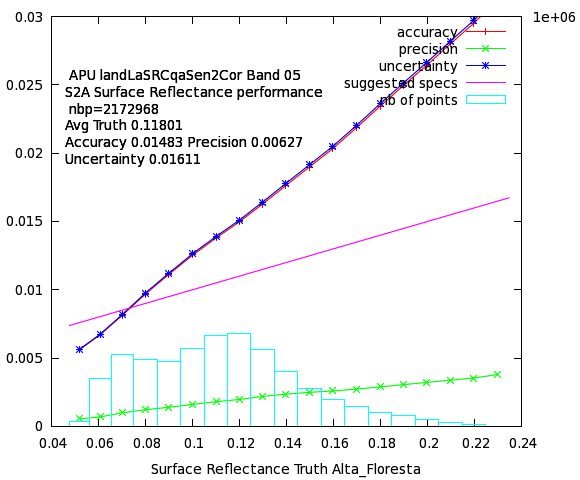 0.03
1e+06
accuracy
precision
uncertainty
suggested specs
nb of points
APU landLaSRCqaSen2Cor Band 05
S2A Surface Reflectance performance
nbp=2172968
Avg Truth 0.11801
Accuracy 0.01483 Precision 0.00627
Uncertainty 0.01611
0.025
0.02
0.015
0.01
0.005
0
0.04 0.06 0.08 0.1 0.12 0.14 0.16 0.18 0.2 0.22 0.24
Surface Reflectance Truth Alta_Floresta